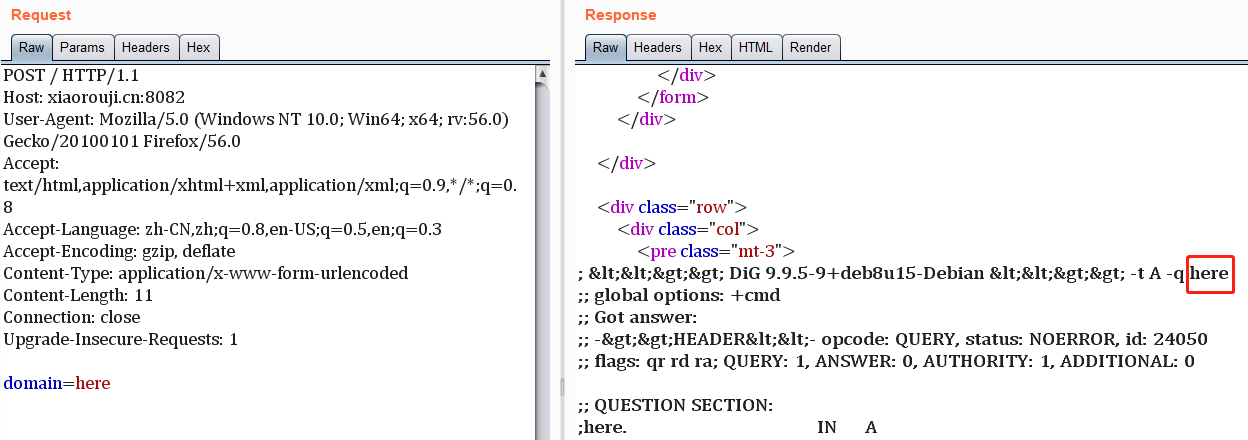 Request
Raw Params Headers Hex
POST / HTTP/1.1
Host: xiaorouji.cn:8082
User-Agent: Mozilla/5.0 (Windows NT 10.0; Win64; x64; rv:56.0)
Gecko/20100101 Firefox/56.0
Accept:
text/html,application/xhtml+xml,application/xml;q=0.9,*/*;q=0.
8
Accept-Language: zh-CN,zh;q=0.8,en-US;q=0.5,en;q=0.3
Accept-Encoding: gzip, deflate
Content-Type: application/x-www-form-urlencoded
Content-Length: 11
Connection: close
Upgrade-Insecure-Requests: 1
domain=here
Response
Raw Headers Hex HTML Render
</div>
</form>
</div>
</div>
<div class="row">
<div class="col">
<pre class="mt-3">
; &lt;&lt;&gt;&gt; DiG 9.9.5-9+deb8u15-Debian &lt;&lt;&gt;&gt; -t A -q here
;; global options: +cmd
;; Got answer:
;; -&gt;&gt;HEADER&lt;&lt;- opcode: QUERY, status: NOERROR, id: 24050
;; flags: qr rd ra; QUERY: 1, ANSWER: 0, AUTHORITY: 1, ADDITIONAL: 0
;; QUESTION SECTION:
;here. IN A